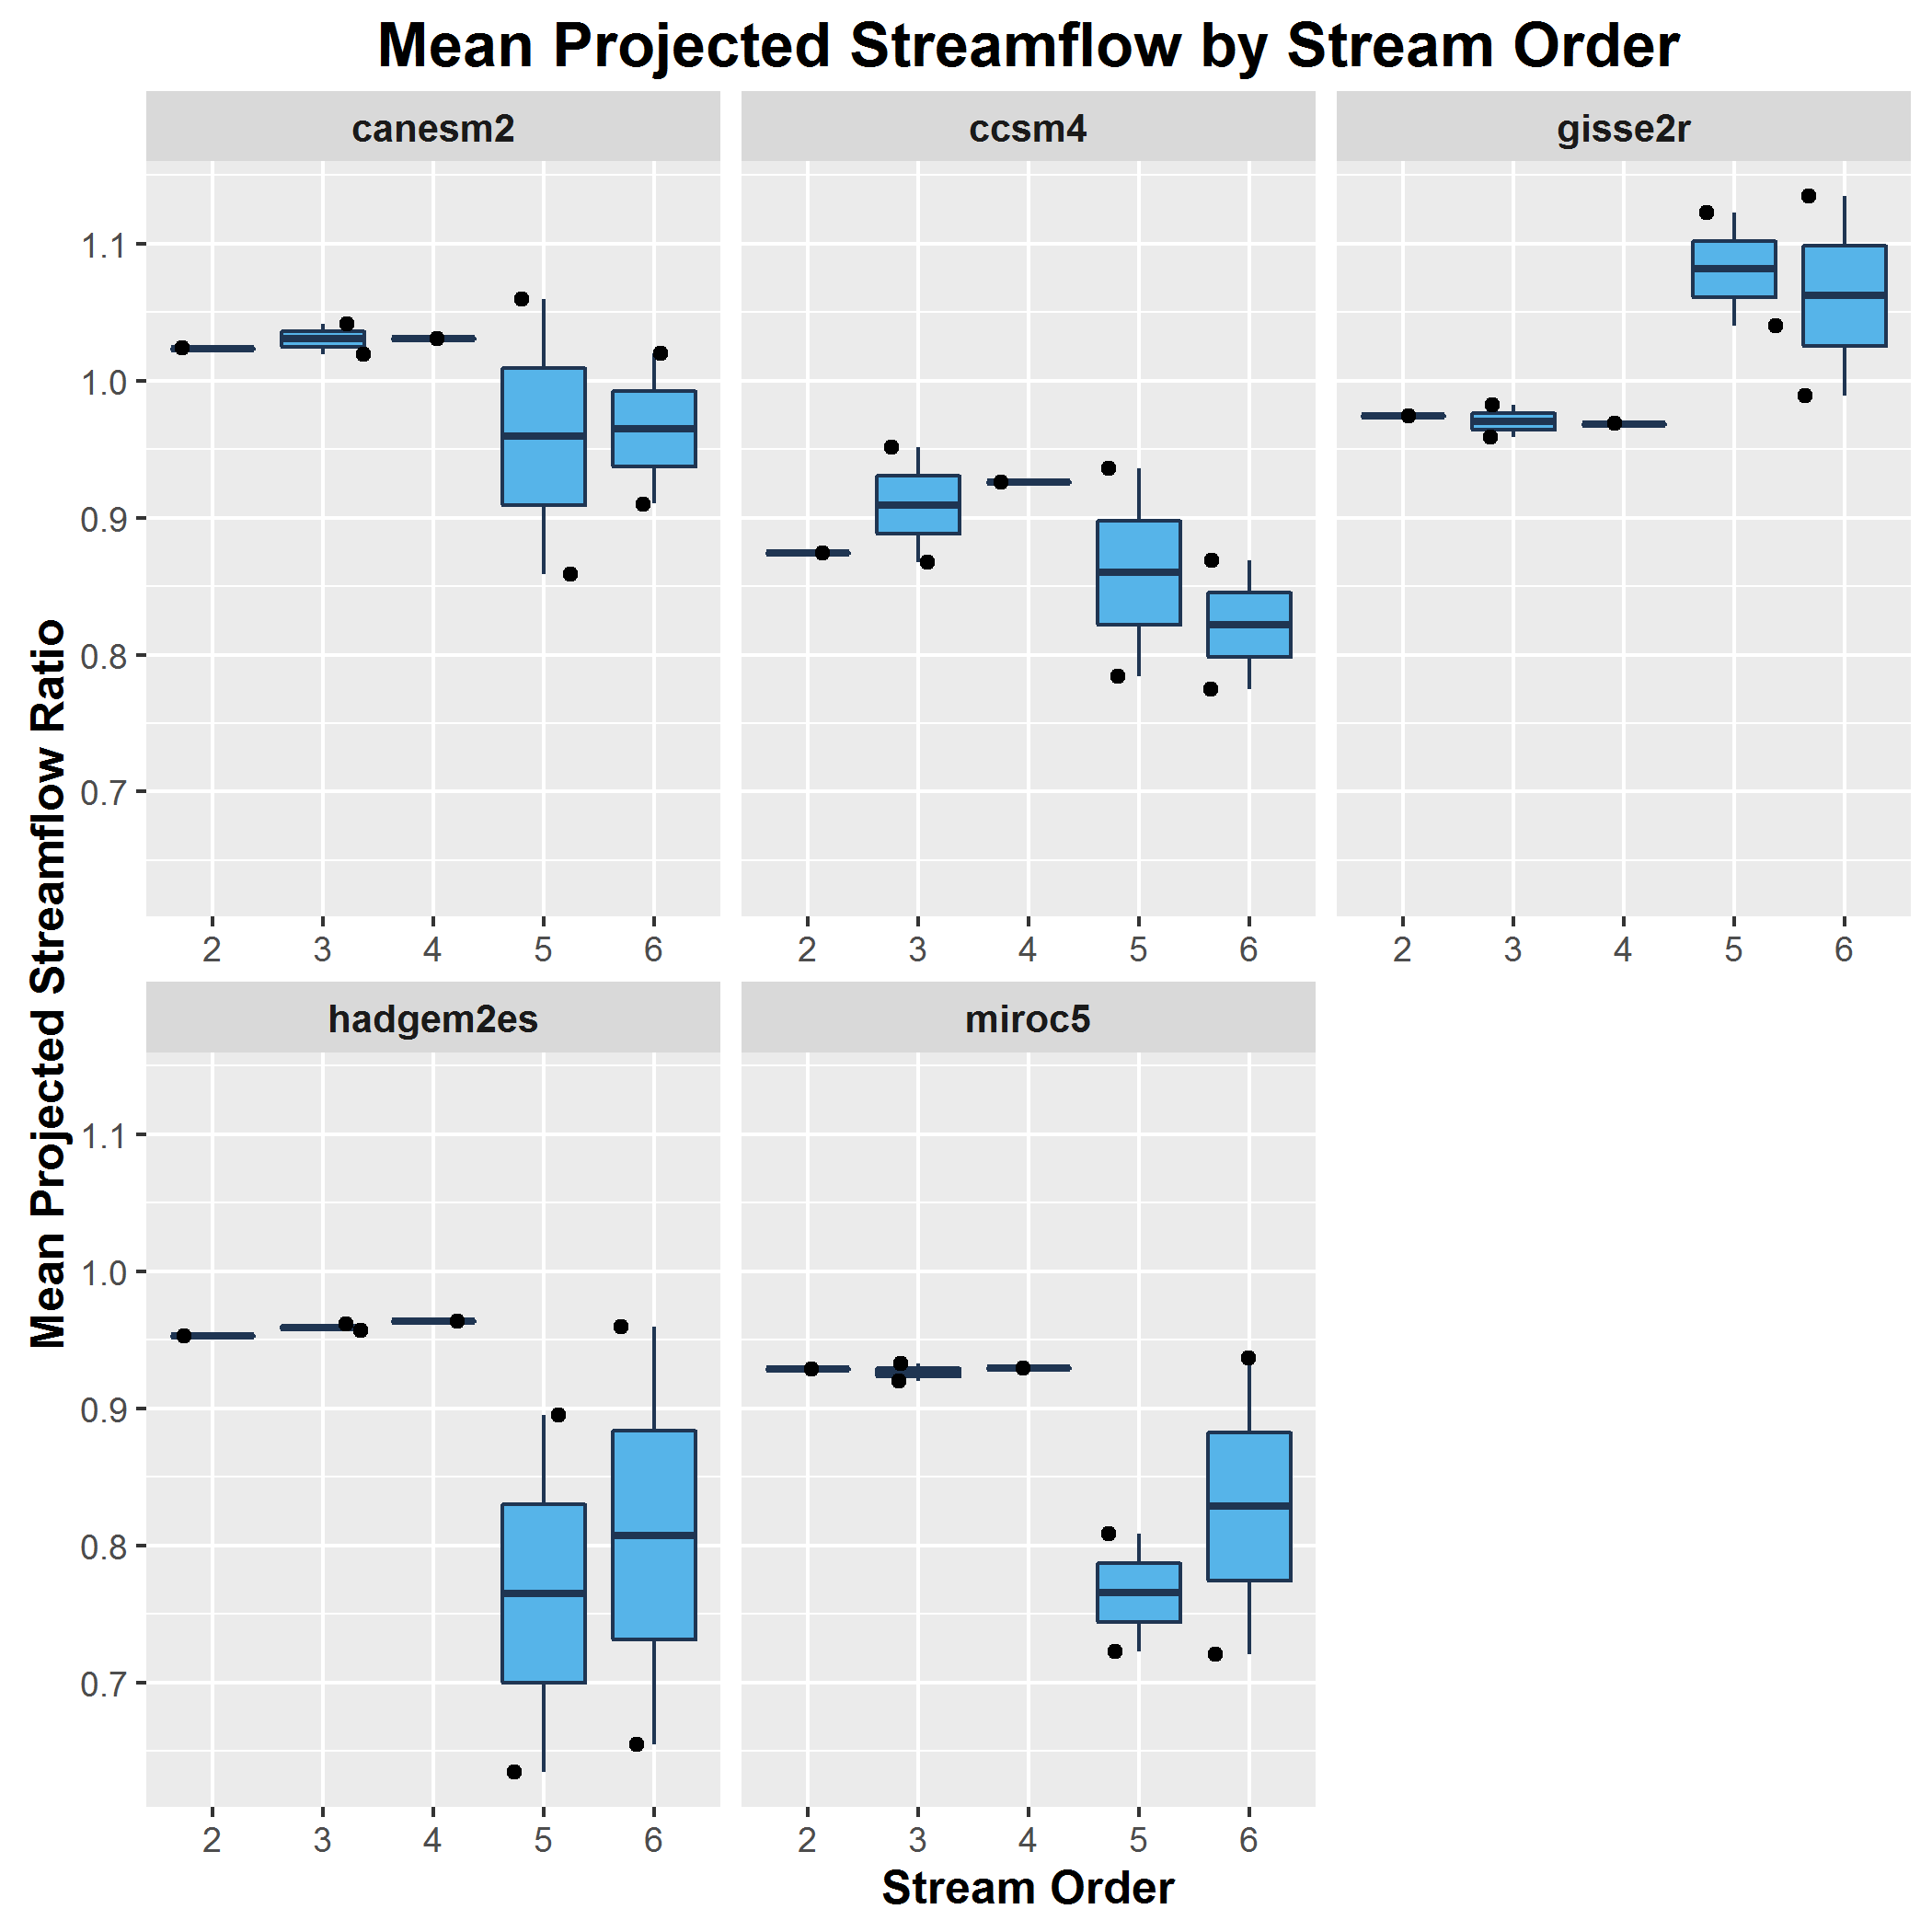 Mean Projected Streamflow by Stream Order
canesm2
ccsm4
gisse2r
1.1
1.0
0.9
0.8
0.7
2 3 4 5 6
2 3 4 5 6
2 3 4 5 6
Mean Projected Streamflow Ratio
hadgem2es
miroc5
1.1
1.0
0.9
0.8
0.7
2 3 4 5 6
2 3 4 5 6
Stream Order